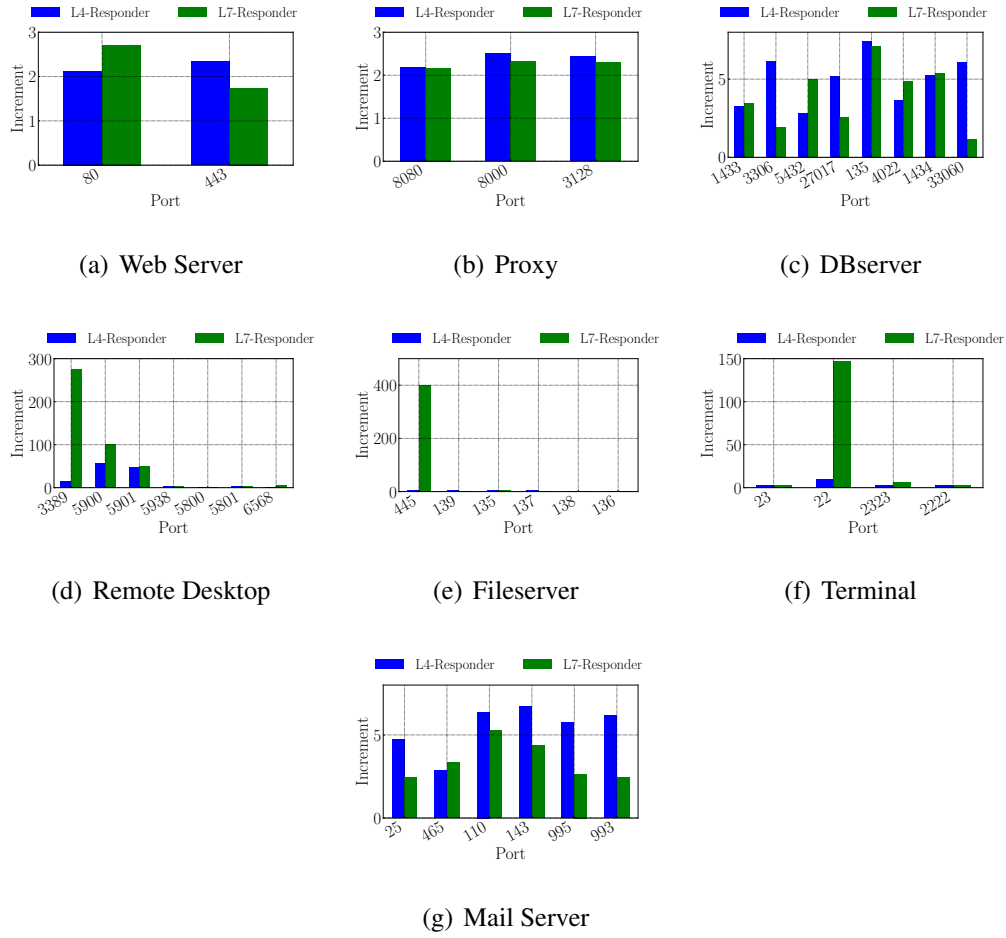 L4-Responder L7-Responder
3
2
1
0
Increment
80 443
Port
(a) Web Server
L4-Responder L7-Responder
3
2
1
0
Increment
8080 8000 3128
Port
(b) Proxy
L4-Responder L7-Responder
5
0
Increment
1433 3306 5432 27017 135 4022 1434 33060
Port
(c) DBserver
L4-Responder L7-Responder
300
200
100
0
Increment
3389 5900 5901 5938 5800 5801 6568
Port
(d) Remote Desktop
L4-Responder L7-Responder
400
200
0
Increment
445 139 135 137 138 136
Port
(e) Fileserver
L4-Responder L7-Responder
150
100
50
0
Increment
23 22 2323 2222
Port
(f) Terminal
L4-Responder L7-Responder
5
0
Increment
25 465 110 143 995 993
Port
(g) Mail Server